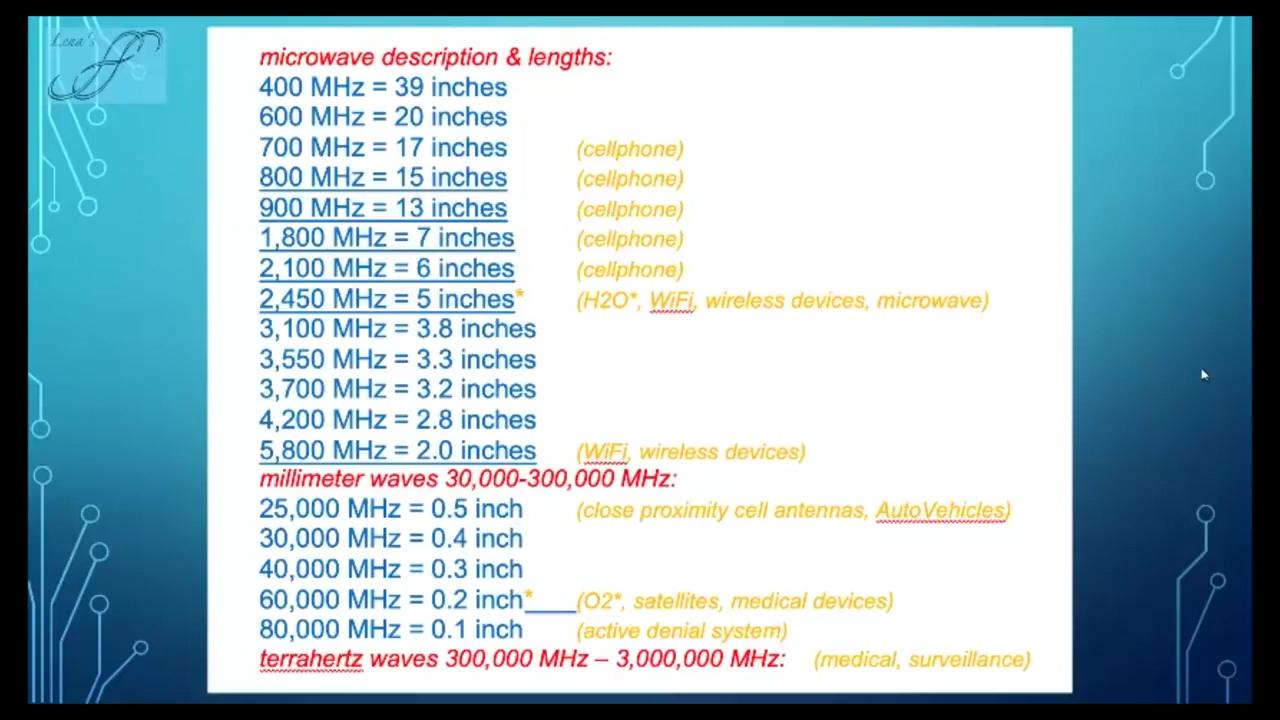 Lena's
microwave description & lengths:
400 MHz = 39 inches
600 MHz = 20 inches
700 MHz = 17 inches (cellphone)
800 MHz = 15 inches (cellphone)
900 MHz = 13 inches (cellphone)
1,800 MHz = 7 inches (cellphone)
2,100 MHz = 6 inches (cellphone)
2,450 MHz = 5 inches* (H2O*, WiFi, wireless devices, microwave)
3,100 MHz = 3.8 inches
3,550 MHz = 3.3 inches
3,700 MHz = 3.2 inches
4,200 MHz = 2.8 inches
5,800 MHz = 2.0 inches (WiFi, wireless devices)
millimeter waves 30,000-300,000 MHz:
25,000 MHz = 0.5 inch (close proximity cell antennas, AutoVehicles)
30,000 MHz = 0.4 inch
40,000 MHz = 0.3 inch
60,000 MHz = 0.2 inch* (O2*, satellites, medical devices)
80,000 MHz = 0.1 inch (active denial system)
terrahertz waves 300,000 MHz – 3,000,000 MHz: (medical, surveillance)